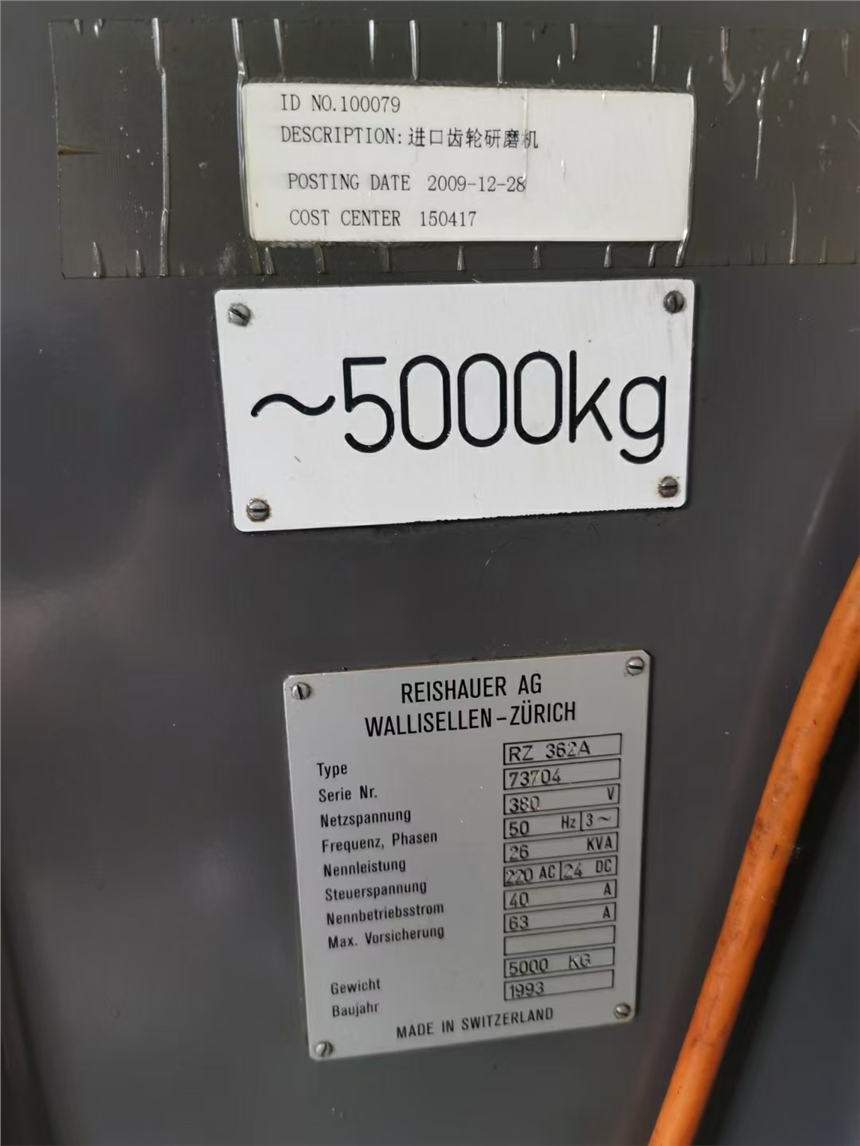 ID NO.100079
DESCRIPTION: 进口齿轮研磨机
POSTING DATE 2009-12-28
COST CENTER 150417
~5000kg
REISHAUER AG
WALLISELLEN-ZÜRICH
Type RZ 362A
Serie Nr. 73704
Netzspannung 380 V
Frequenz, Phasen 50 Hz 3~
Nennleistung 26 KVA
Steuerspannung 220 AC 24 DC
Nennbetriebsstrom 40 A
Max. Vorsicherung 63 A
Gewicht 5000 KG
Baujahr 1993
MADE IN SWITZERLAND